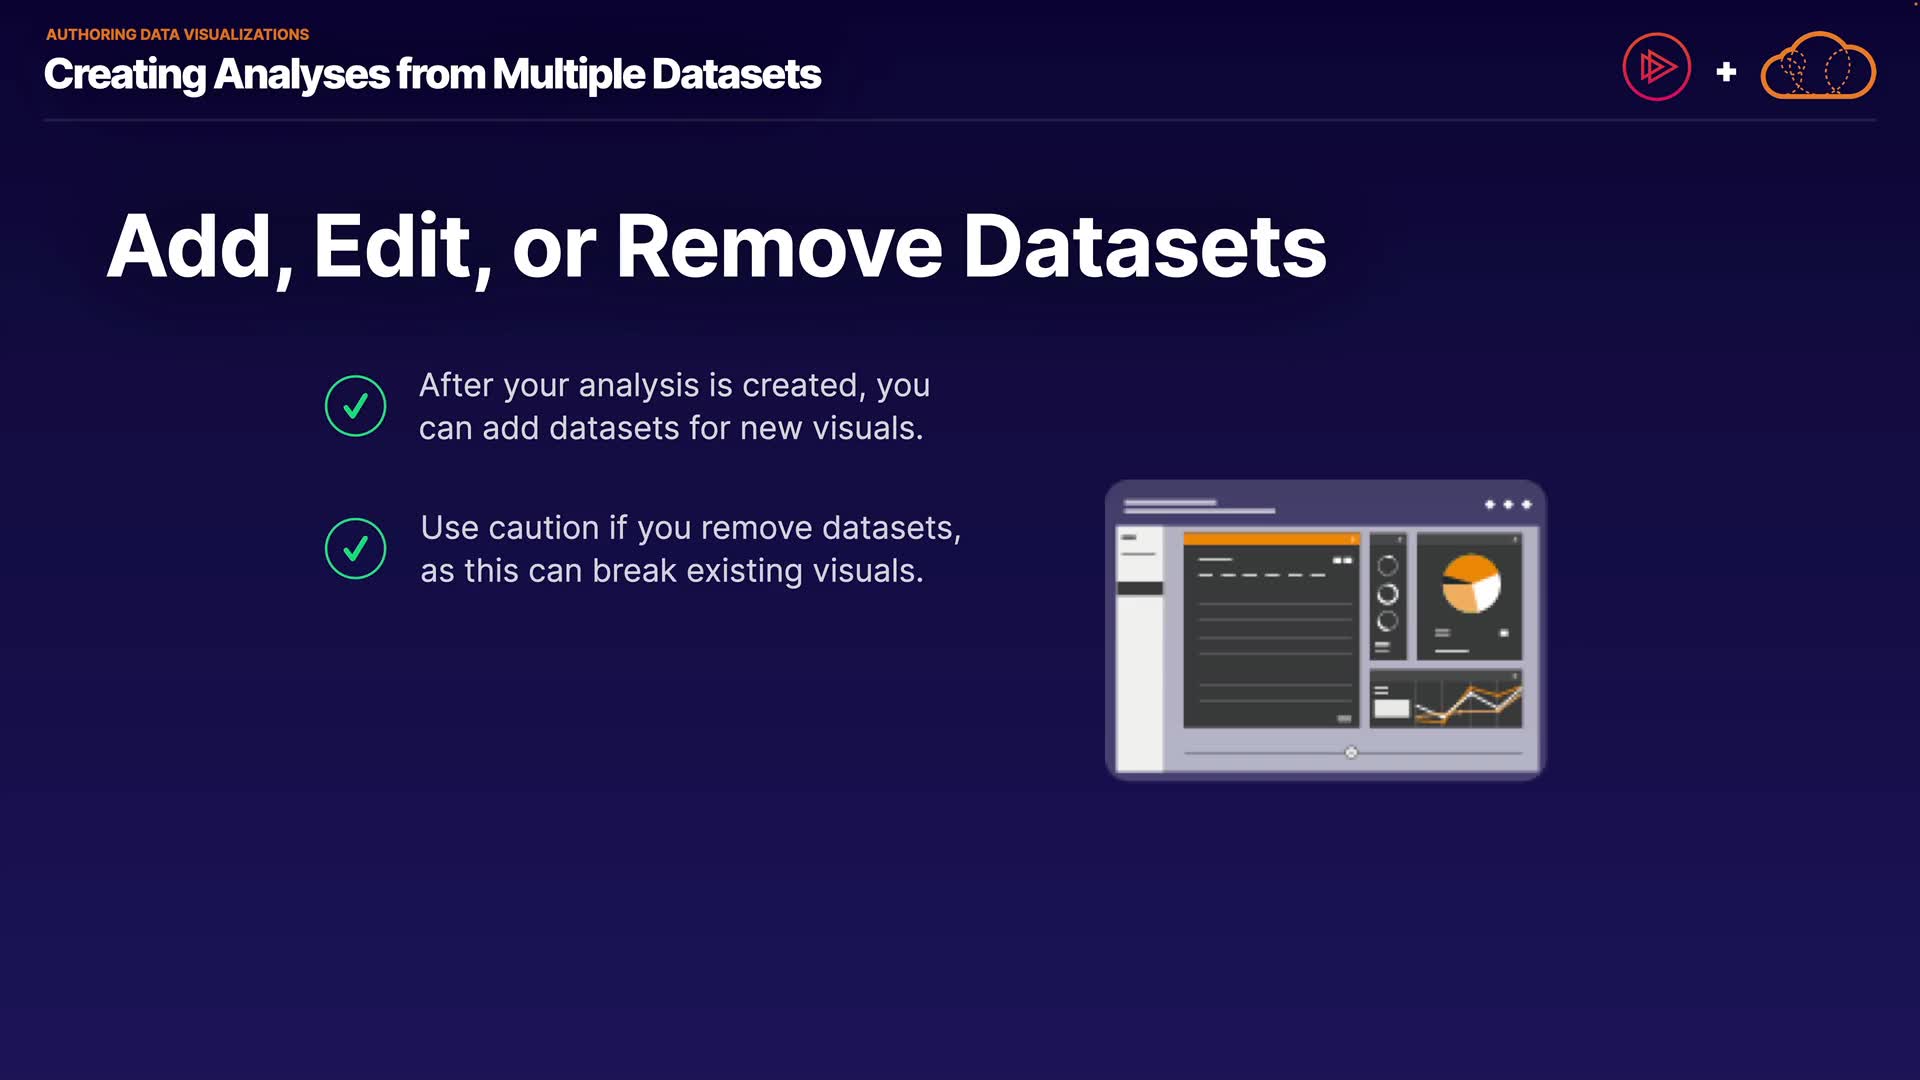 AUTHORING DATA VISUALIZATIONS
Creating Analyses from Multiple Datasets
+
Add, Edit, or Remove Datasets
After your analysis is created, you
can add datasets for new visuals.
Use caution if you remove datasets,
as this can break existing visuals.